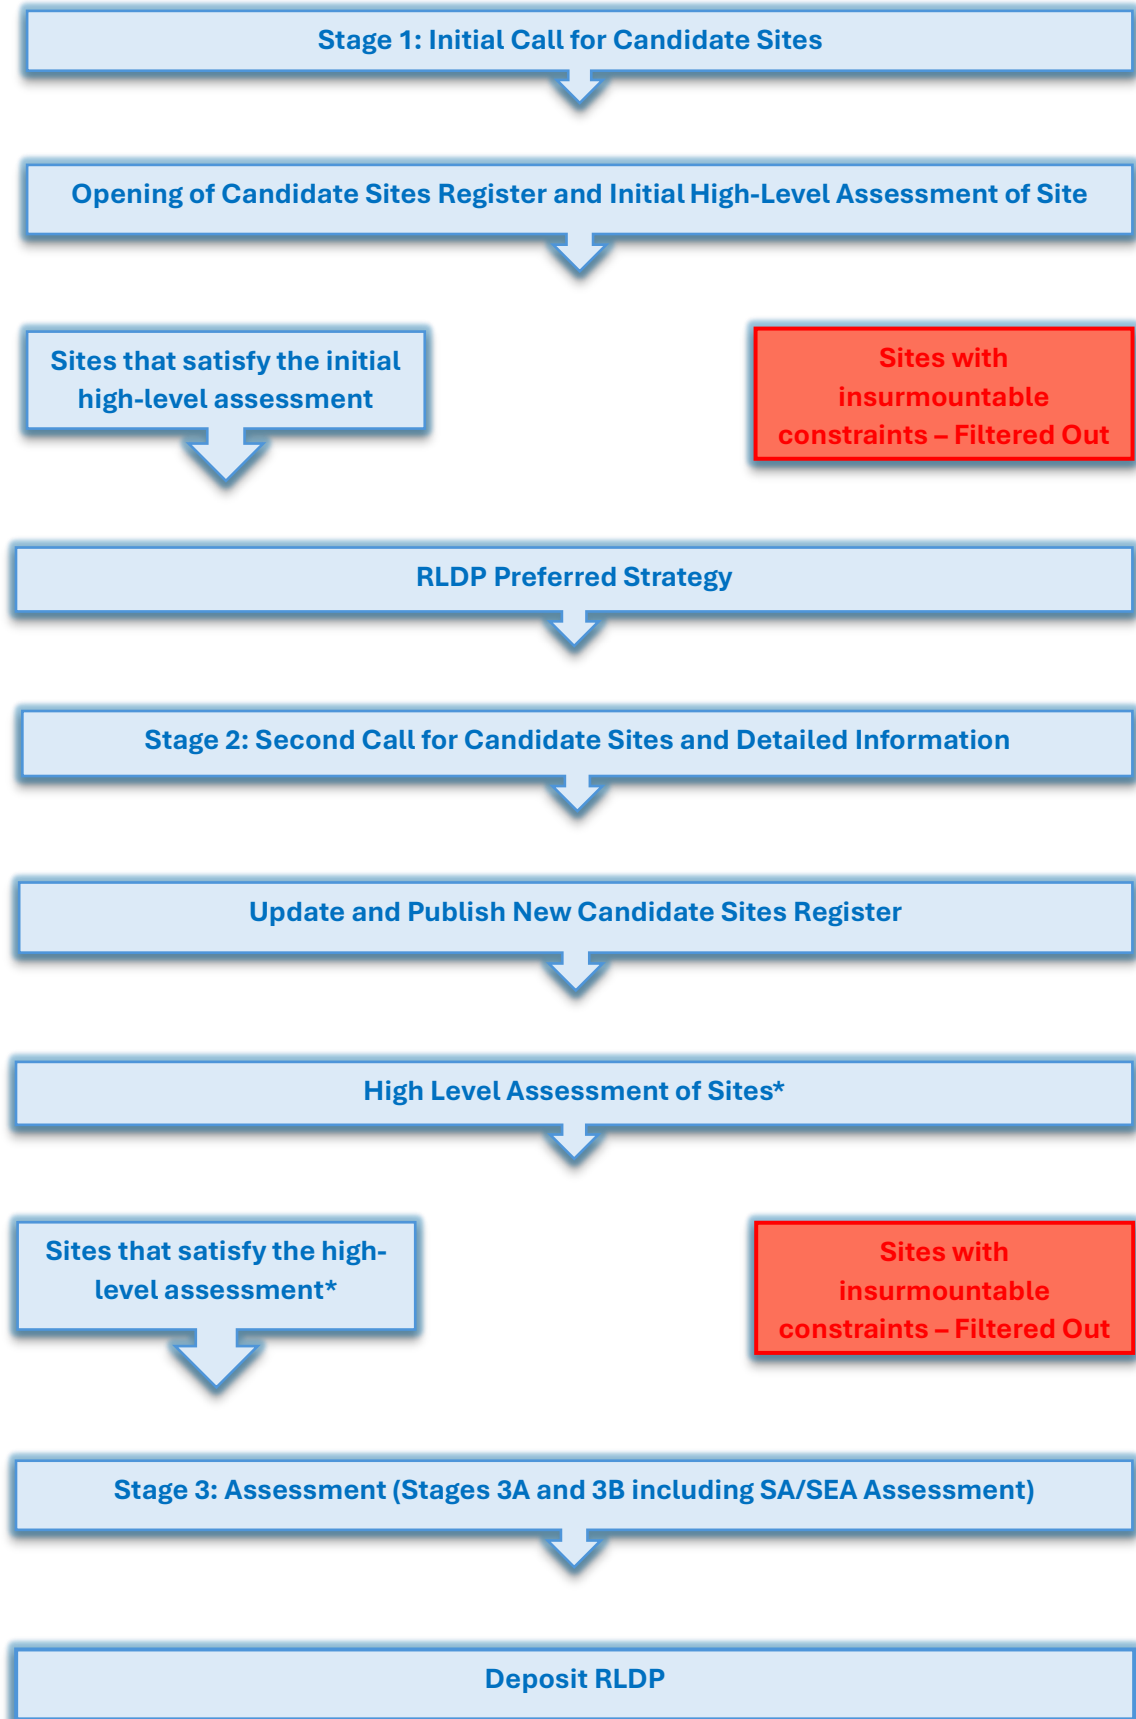 Stage 1: Initial Call for Candidate Sites
Opening of Candidate Sites Register and Initial High-Level Assessment of Site
Sites that satisfy the initial
high-level assessment
Sites with
insurmountable
constraints – Filtered Out
RLDP Preferred Strategy
Stage 2: Second Call for Candidate Sites and Detailed Information
Update and Publish New Candidate Sites Register
High Level Assessment of Sites*
Sites that satisfy the high-
level assessment*
Sites with
insurmountable
constraints – Filtered Out
Stage 3: Assessment (Stages 3A and 3B including SA/SEA Assessment)
Deposit RLDP